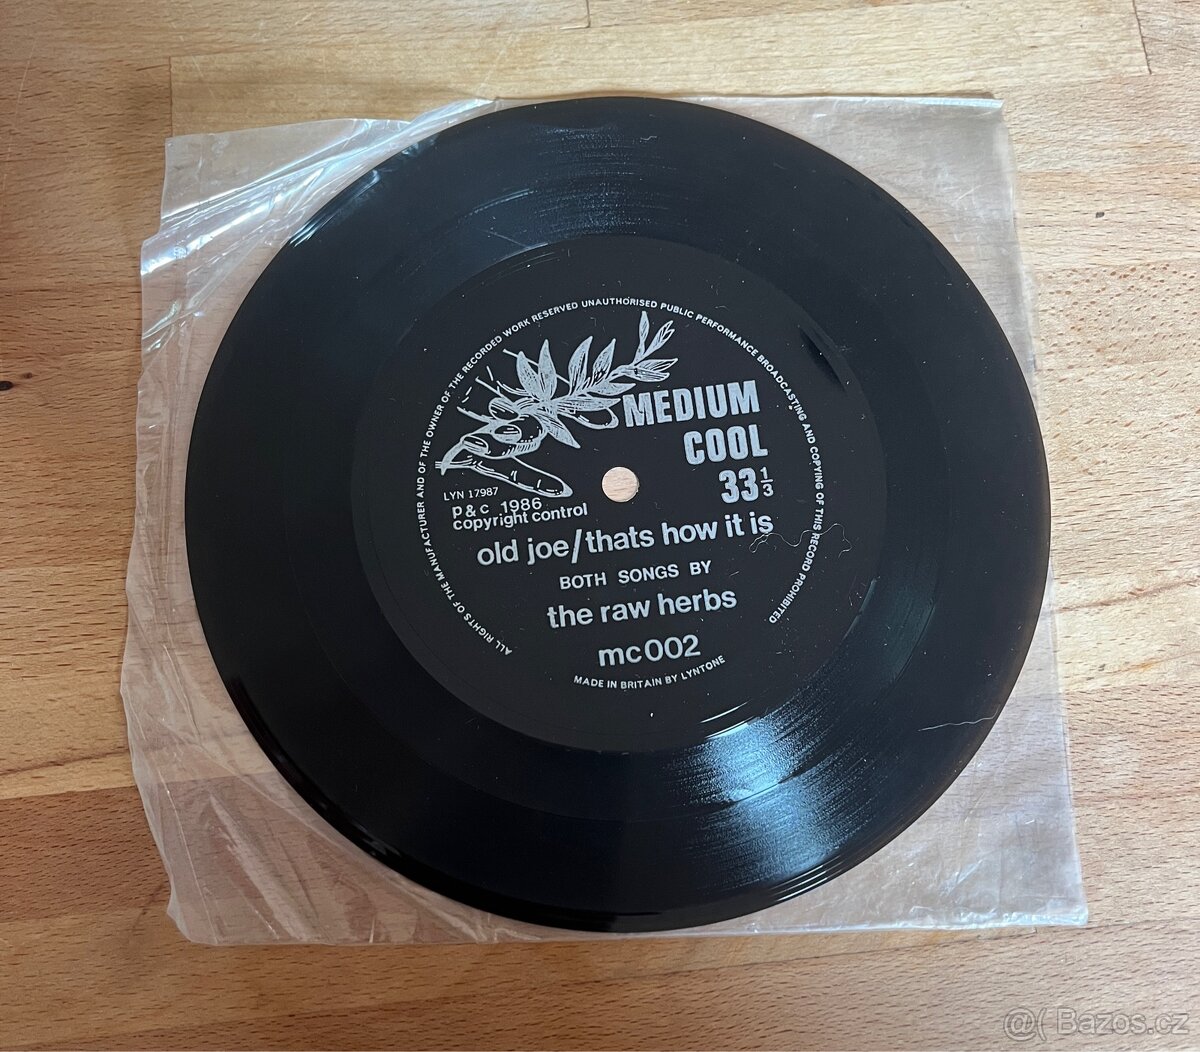 ALL RIGHTS OF THE MANUFACTURER AND OF THE OWNER OF THE RECORDED WORK RESERVED UNAUTHORISED PUBLIC PERFORMANCE BROADCASTING AND COPYING OF THIS RECORD PROHIBITED
MEDIUM
COOL
33 1/3
LYN 17987
p & c 1986
copyright control
old joe/thats how it is
BOTH SONGS BY
the raw herbs
mc002
MADE IN BRITAIN BY LYNTONE
@( Bazos.cz